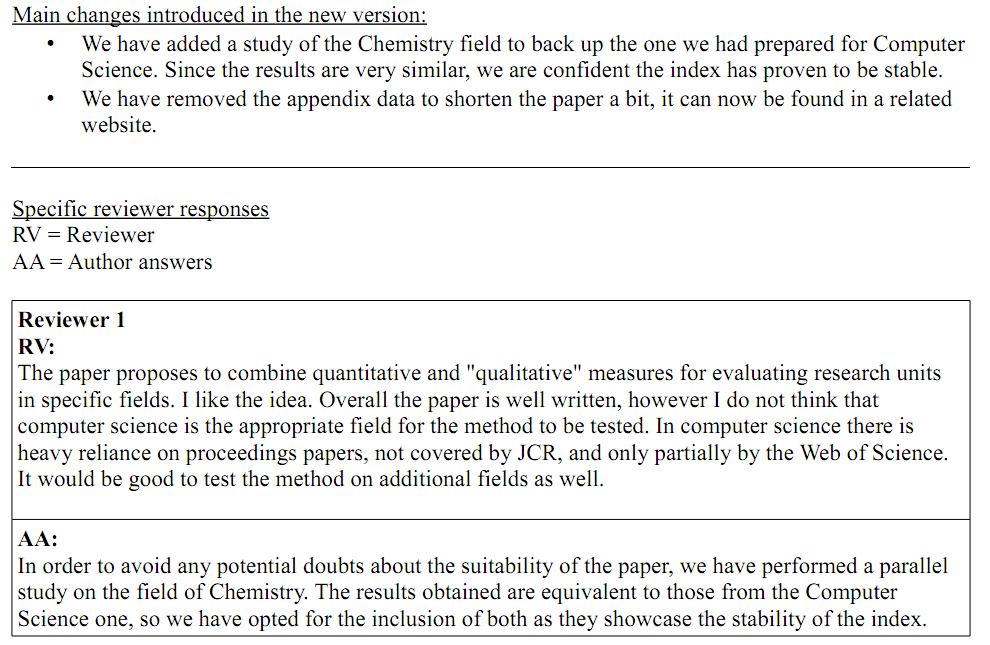 Main changes introduced in the new version:
• We have added a study of the Chemistry field to back up the one we had prepared for Computer
Science. Since the results are very similar, we are confident the index has proven to be stable.
• We have removed the appendix data to shorten the paper a bit, it can now be found in a related
website.
Specific reviewer responses
RV = Reviewer
AA = Author answers
Reviewer 1
RV:
The paper proposes to combine quantitative and "qualitative" measures for evaluating research units
in specific fields. I like the idea. Overall the paper is well written, however I do not think that
computer science is the appropriate field for the method to be tested. In computer science there is
heavy reliance on proceedings papers, not covered by JCR, and only partially by the Web of Science.
It would be good to test the method on additional fields as well.
AA:
In order to avoid any potential doubts about the suitability of the paper, we have performed a parallel
study on the field of Chemistry. The results obtained are equivalent to those from the Computer
Science one, so we have opted for the inclusion of both as they showcase the stability of the index.